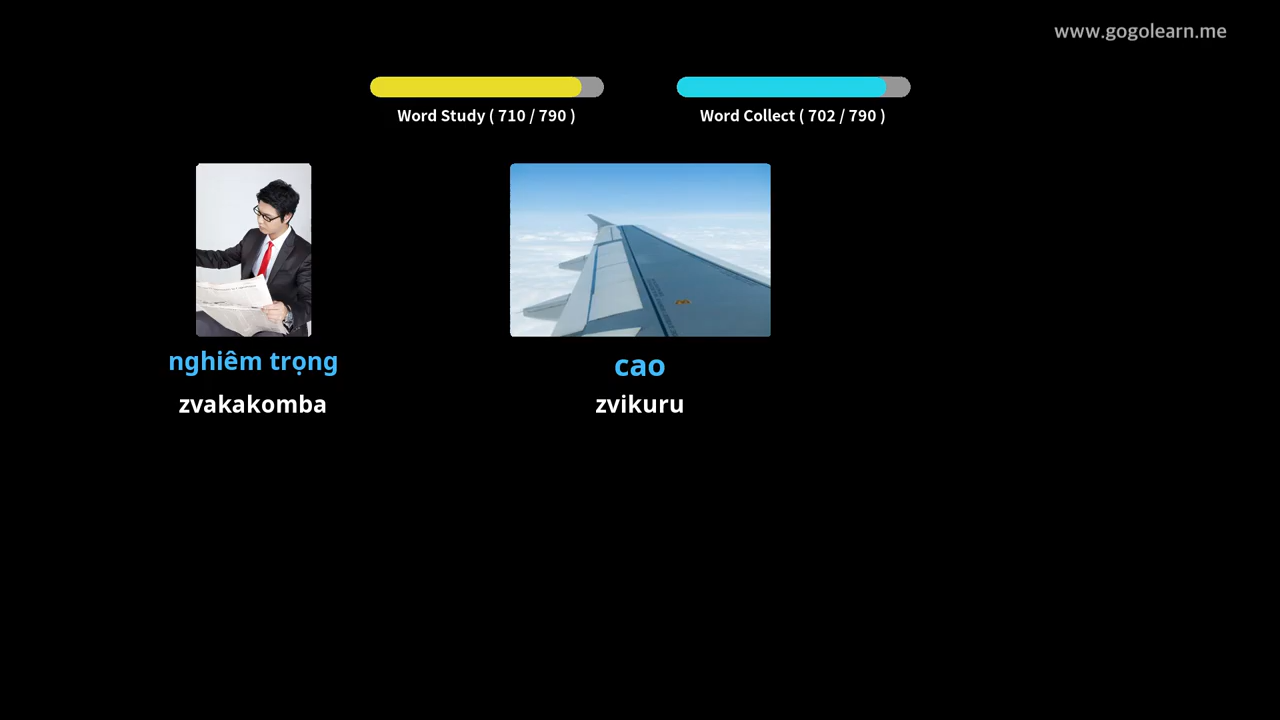 www.gogolearn.me
Word Study ( 710 / 790 )
Word Collect ( 702 / 790 )
nghiêm trọng
zvakakomba
cao
zvikuru